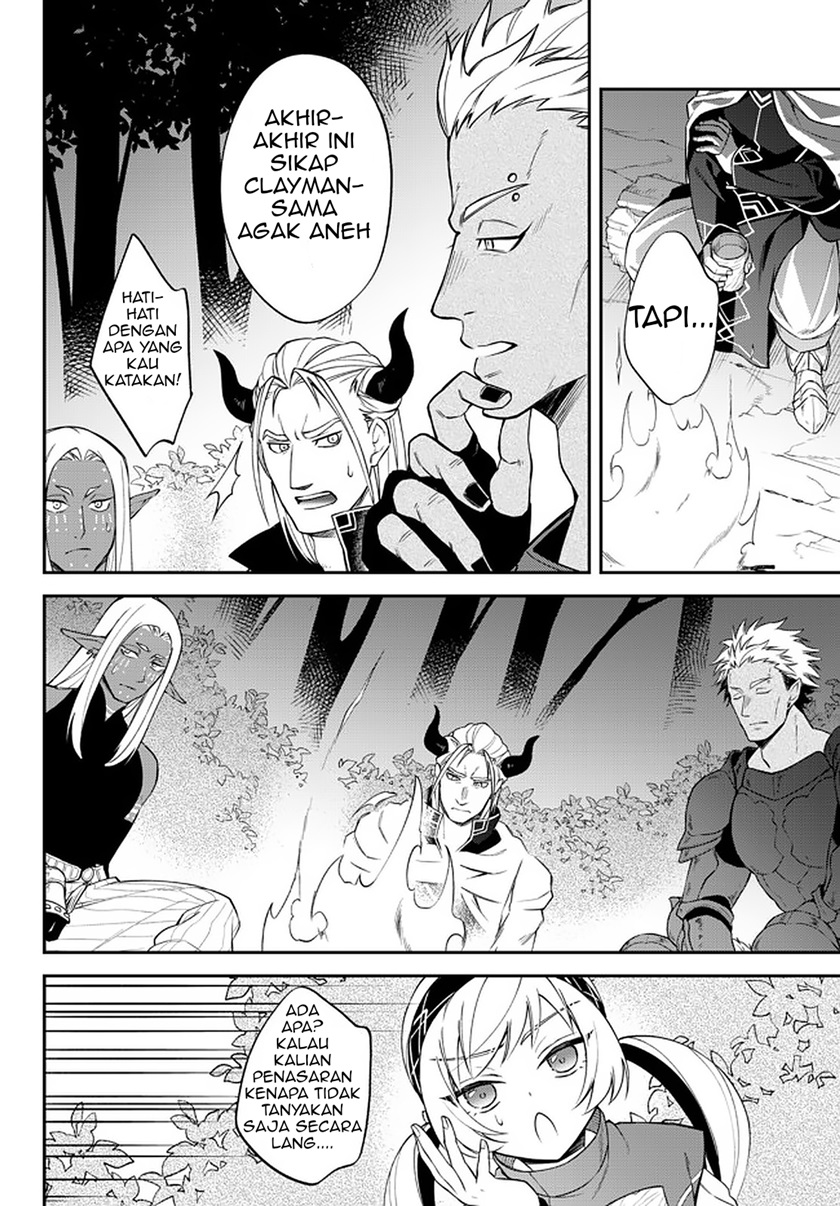 TAPI...
AKHIR-
AKHIR INI
SIKAP
CLAYMAN-
SAMA
AGAK ANEH
HATI-
HATI
DENGAN
APA YANG
KAU
KATAKAN!
ADA
APA?
KALAU
KALIAN
PENASARAN
KENAPA TIDAK
TANYAKAN
SAJA SECARA
LANG....